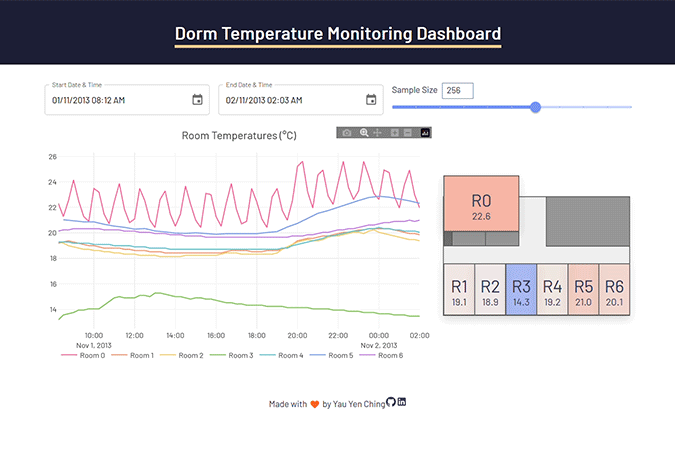 Dorm Temperature Monitoring Dashboard
Start Date & Time
01/11/2013 08:12 AM
End Date & Time
02/11/2013 02:03 AM
Sample Size 256
Room Temperatures (°C)
26
24
22
20
18
16
14
10:00 12:00 14:00 16:00 18:00 20:00 22:00 00:00 02:00
Nov 1, 2013 Nov 2, 2013
Room 0 Room 1 Room 2 Room 3 Room 4 Room 5 Room 6
R0
22.6
R1 R2 R3 R4 R5 R6
19.1 18.9 14.3 19.2 21.0 20.1
Made with by Yau Yen Ching